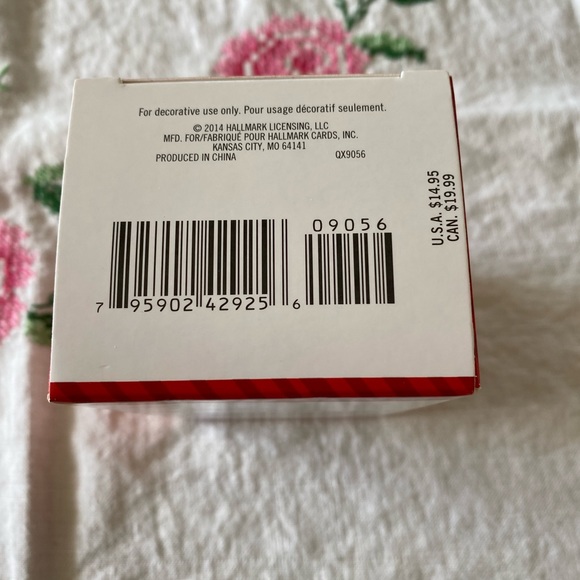 For decorative use only. Pour usage décoratif seulement.
© 2014 HALLMARK LICENSING, LLC
MFD. FOR/FABRIQUÉ POUR HALLMARK CARDS, INC.
KANSAS CITY, MO 64141
PRODUCED IN CHINA QX9056
U.S.A. $14.95
CAN. $19.99
09056
7 95902 42925 6